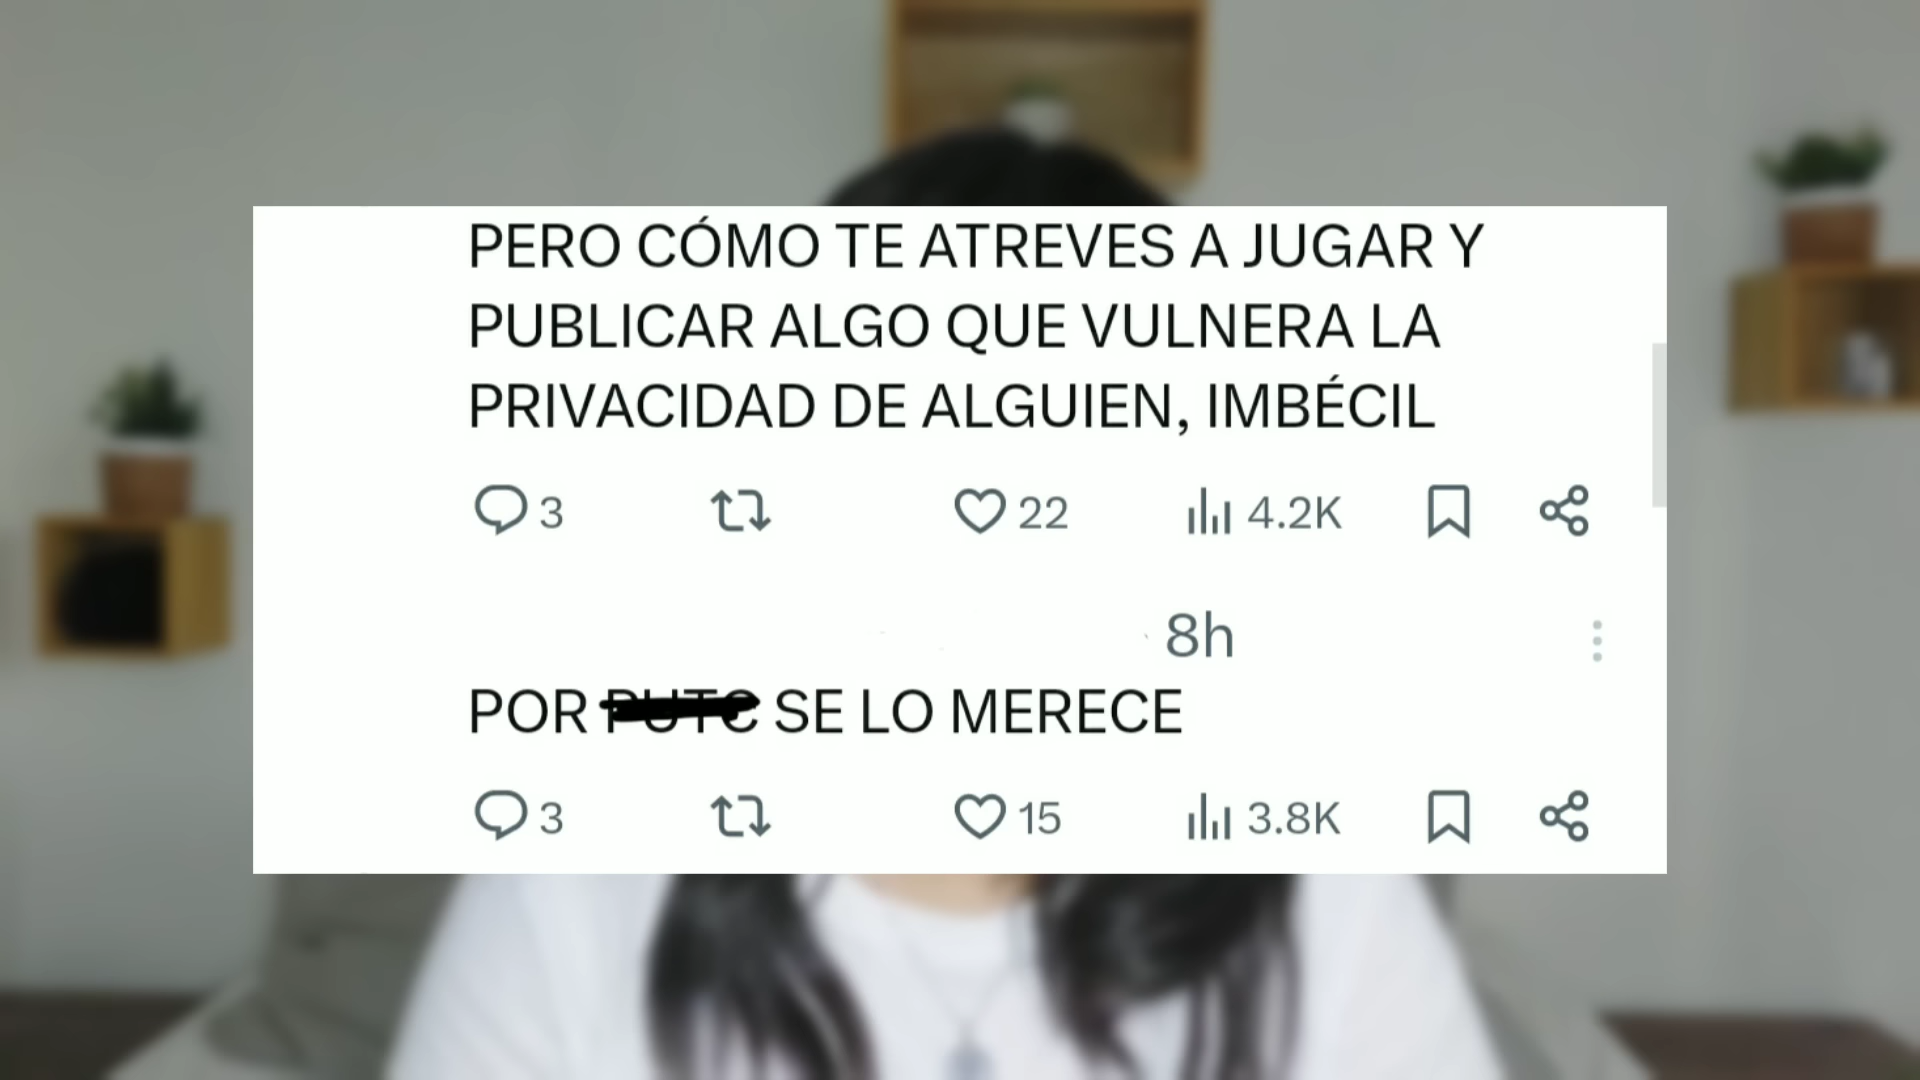 PERO CÓMO TE ATREVES A JUGAR Y
PUBLICAR ALGO QUE VULNERA LA
PRIVACIDAD DE ALGUIEN, IMBÉCIL
3 22 4.2K
8h
POR PUTO SE LO MERECE
3 15 3.8K